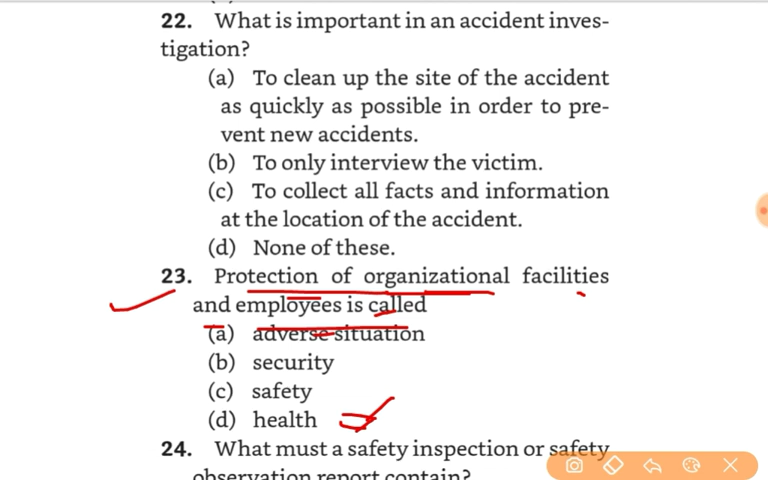 22. What is important in an accident inves-
tigation?
(a) To clean up the site of the accident
as quickly as possible in order to pre-
vent new accidents.
(b) To only interview the victim.
(c) To collect all facts and information
at the location of the accident.
(d) None of these.
23. Protection of organizational facilities
and employees is called
(a) adverse situation
(b) security
(c) safety
(d) health
24. What must a safety inspection or safety
observation report contain?